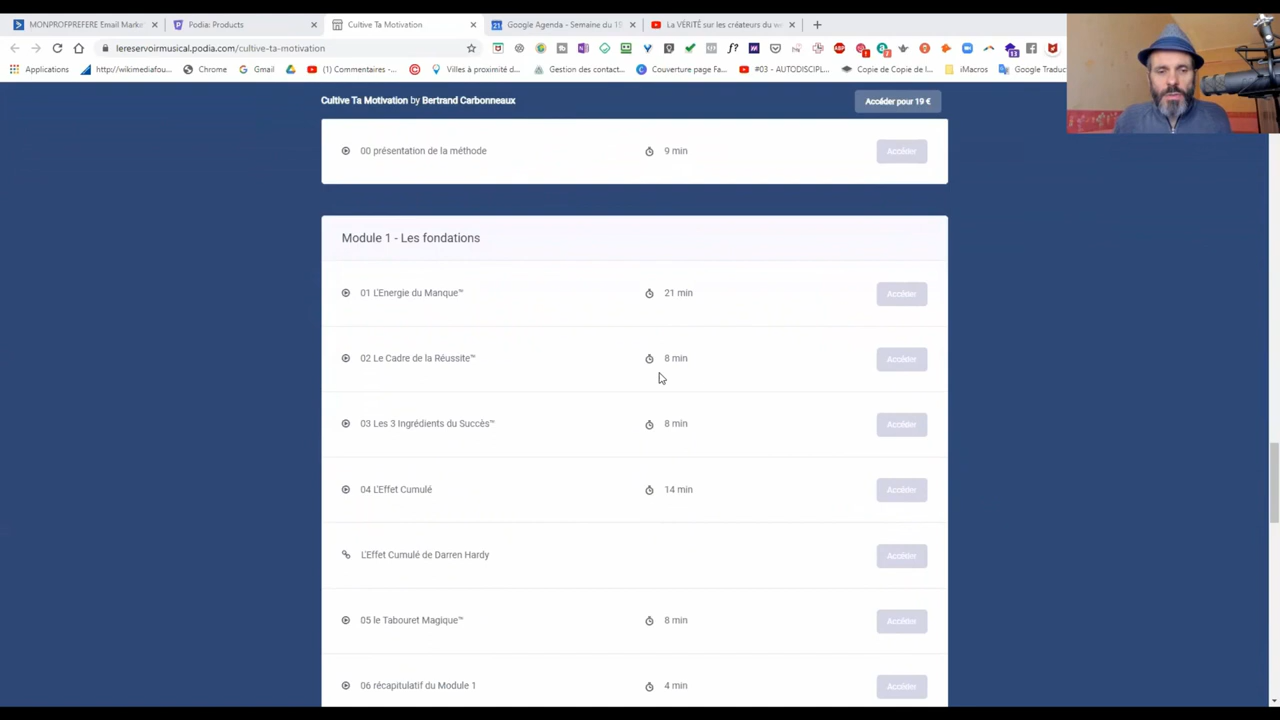 MONPROFPREFERE Email Marke
Podia: Products
Cultive Ta Motivation
Google Agenda - Semaine du 15
La VÉRITÉ sur les créateurs du w
lereservoirmusical.podia.com/cultive-ta-motivation
Applications
http://wikimediafou...
Chrome
Gmail
(1) Commentaires -...
Villes à proximité d...
Gestion des contact...
Couverture page Fa...
#03 - AUTODISCIPL...
Copie de Copie de l...
iMacros
Google Traduc
Cultive Ta Motivation by Bertrand Carbonneaux
Accéder pour 19 €
00 présentation de la méthode 9 min Accéder
Module 1 - Les fondations
01 L'Energie du Manque™ 21 min Accéder
02 Le Cadre de la Réussite™ 8 min Accéder
03 Les 3 Ingrédients du Succès™ 8 min Accéder
04 L'Effet Cumulé 14 min Accéder
L'Effet Cumulé de Darren Hardy Accéder
05 le Tabouret Magique™ 8 min Accéder
06 récapitulatif du Module 1 4 min Accéder